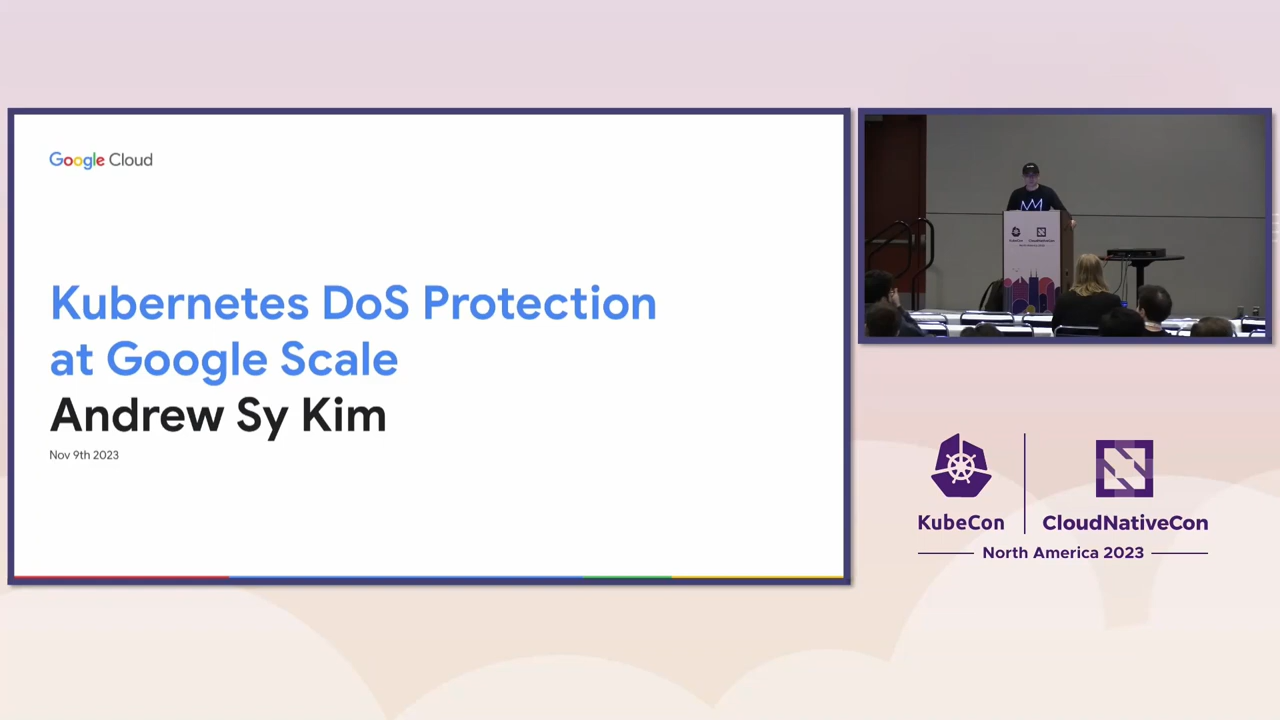 Google Cloud
Kubernetes DoS Protection
at Google Scale
Andrew Sy Kim
Nov 9th 2023
KubeCon
CloudNativeCon
North America 2023